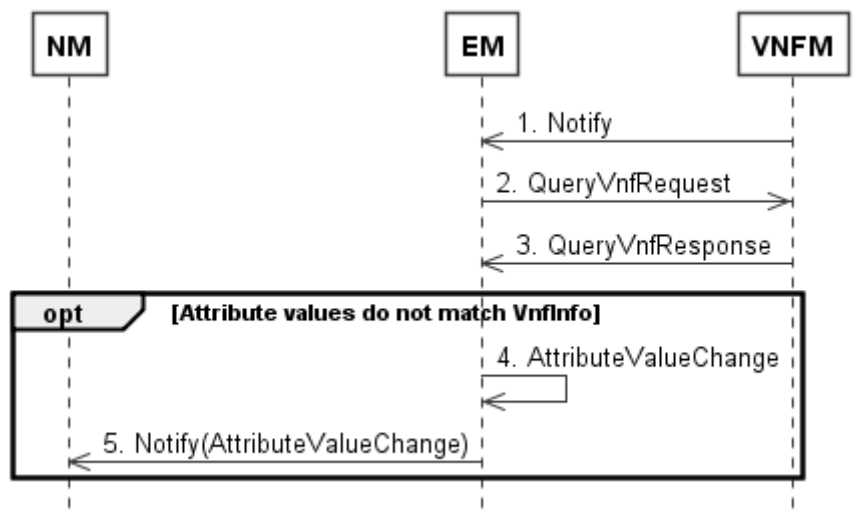 NM
EM
VNFM
1. Notify
2. QueryVnfRequest
3. QueryVnfResponse
opt
[Attribute values do not match VnfInfo]
4. AttributeValueChange
5. Notify(AttributeValueChange)